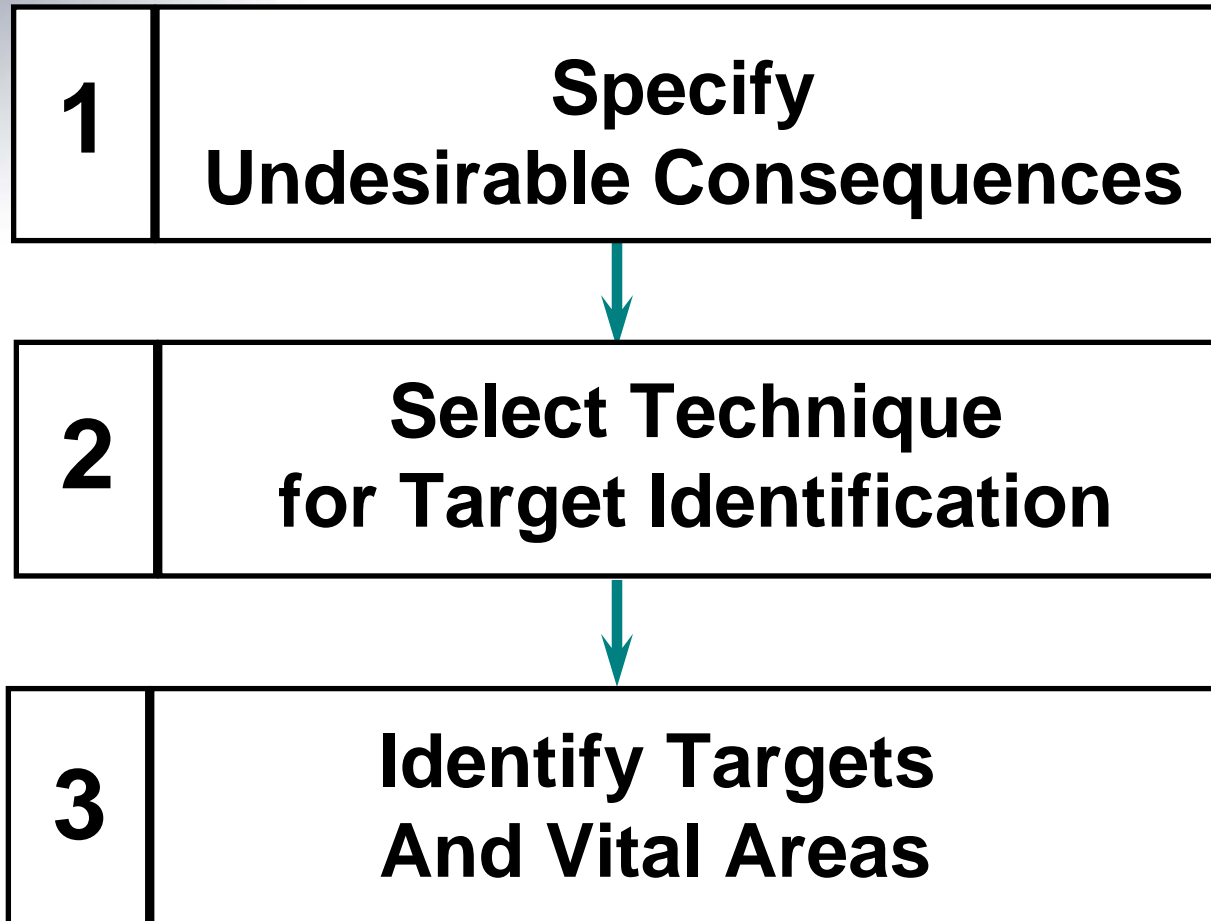 1
Specify
Undesirable Consequences
2
Select Technique
for Target Identification
3
Identify Targets
And Vital Areas